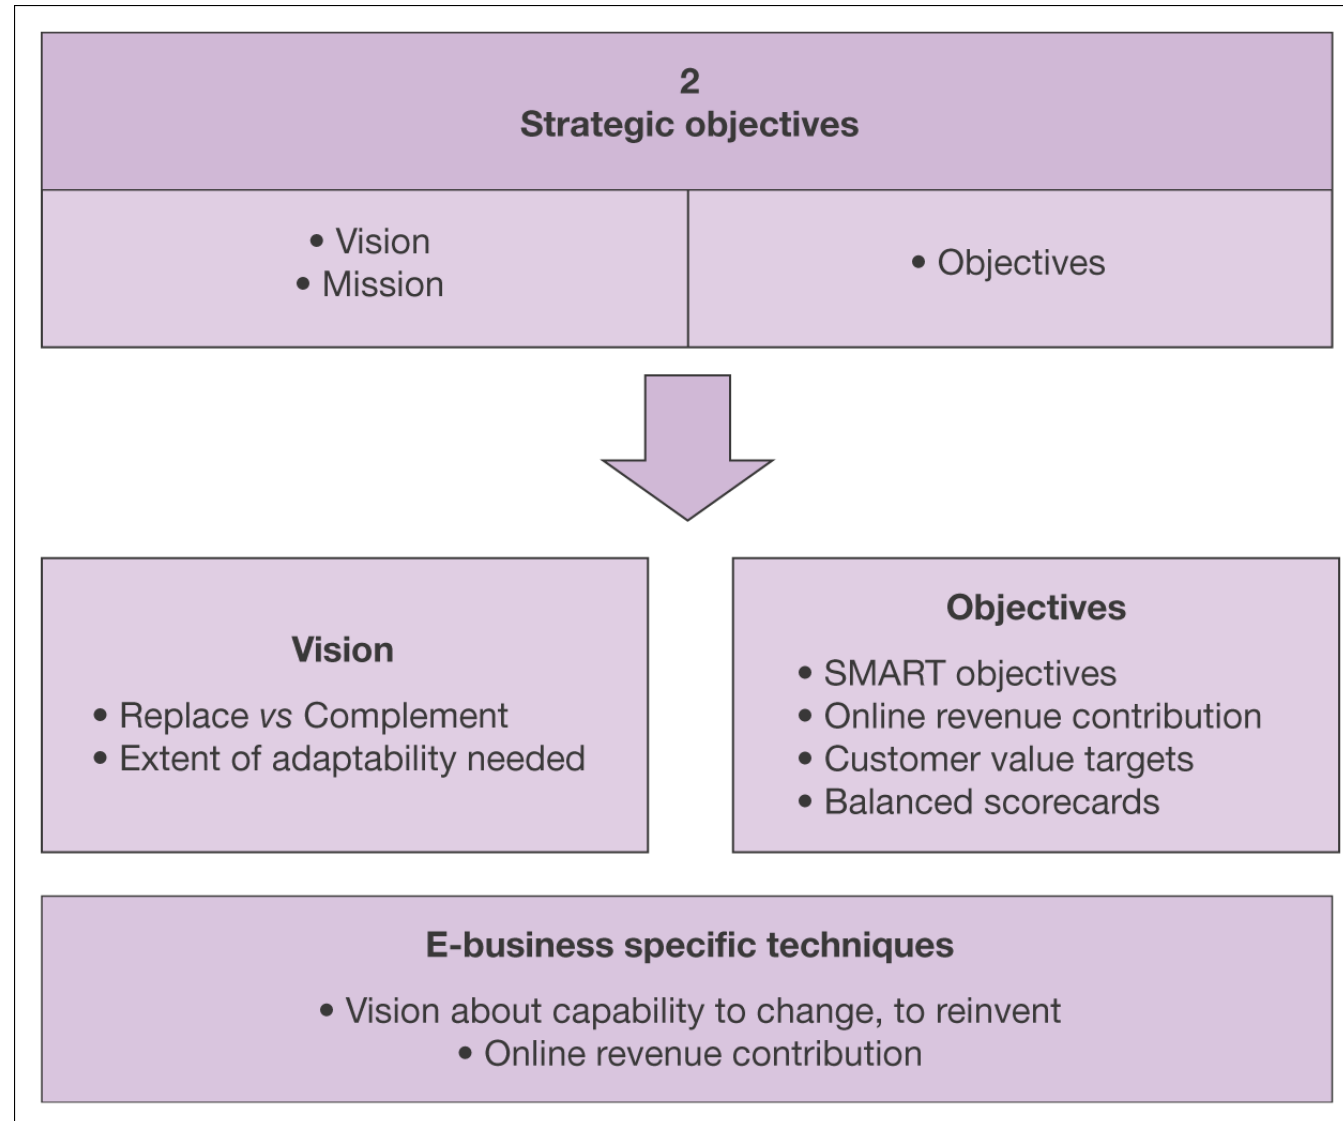 2
Strategic objectives
• Vision
• Mission
• Objectives
Vision
• Replace vs Complement
• Extent of adaptability needed
Objectives
• SMART objectives
• Online revenue contribution
• Customer value targets
• Balanced scorecards
E-business specific techniques
• Vision about capability to change, to reinvent
• Online revenue contribution